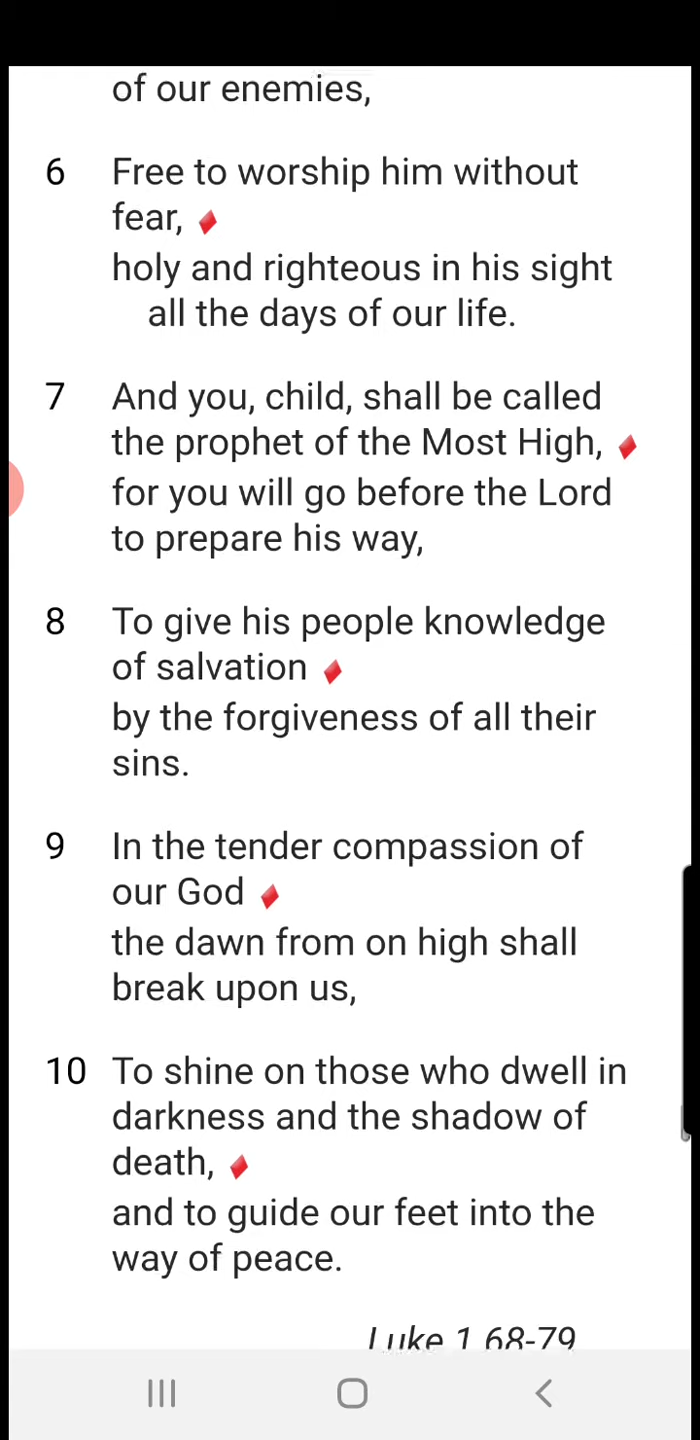 of our enemies,
6 Free to worship him without
fear, ♦
holy and righteous in his sight
all the days of our life.
7 And you, child, shall be called
the prophet of the Most High, ♦
for you will go before the Lord
to prepare his way,
8 To give his people knowledge
of salvation ♦
by the forgiveness of all their
sins.
9 In the tender compassion of
our God ♦
the dawn from on high shall
break upon us,
10 To shine on those who dwell in
darkness and the shadow of
death, ♦
and to guide our feet into the
way of peace.
Luke 1.68-79